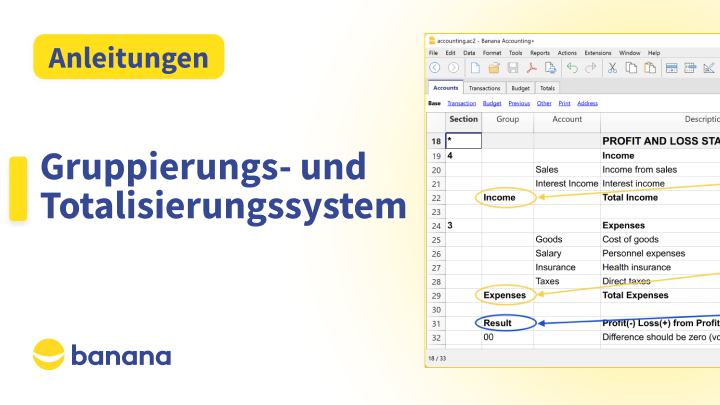 Anleitungen
Gruppierungs- und
Totalisierungssystem
banana
accounting.ac2 - Banana Accounting+
File Edit Data Format Tools Reports Actions Extensions Window Help
Accounts Transactions Budget Totals
Base Transaction Budget Previous Other Print Address
Section Group Account
18 * PROFIT AND LOSS
19 4 Income
20 Sales Income from sales
21 Interest Income Interest income
22 Income Total Income
23
24 3 Expenses
25 Goods Cost of goods
26 Salary Personnel expenses
27 Insurance Health insurance
28 Taxes Direct taxes
29 Expenses Total Expenses
30
31 Result Profit(-) Loss(+) from Profit
32 00 Difference should be zero
18 / 33